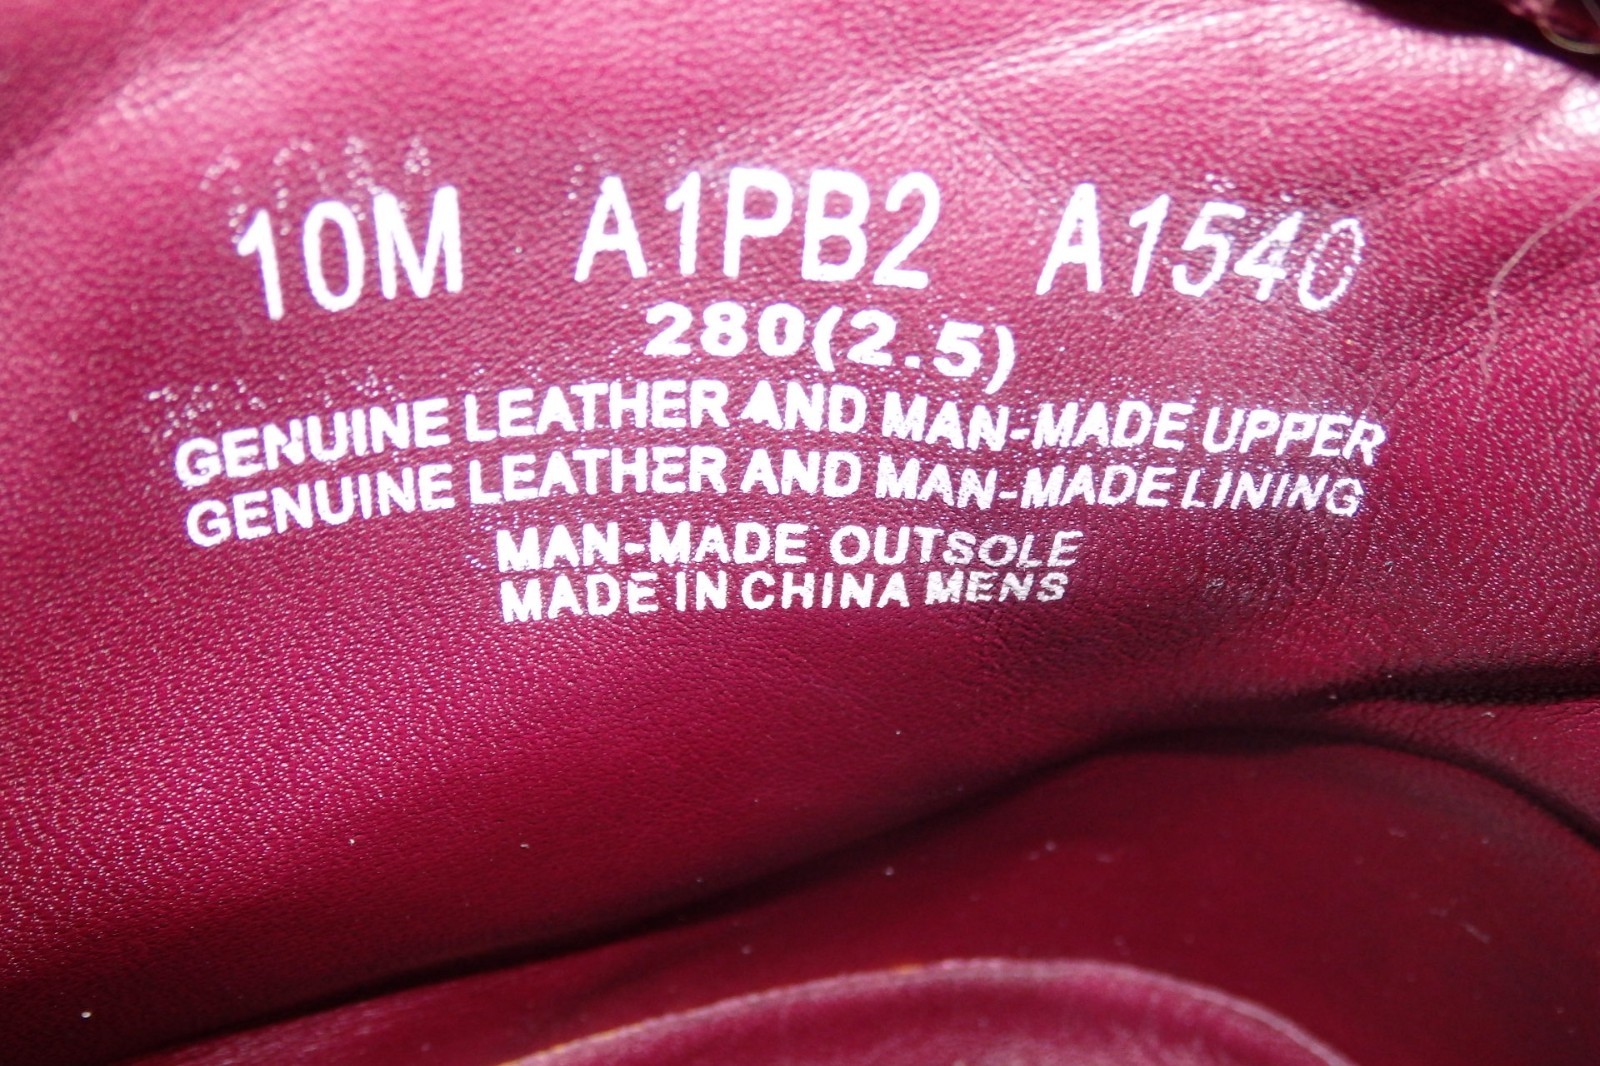 10M A1PB2 A1540
280(2.5)
GENUINE LEATHER AND MAN-MADE UPPER
GENUINE LEATHER AND MAN-MADE LINING
MAN-MADE OUTSOLE
MADE IN CHINA MENS